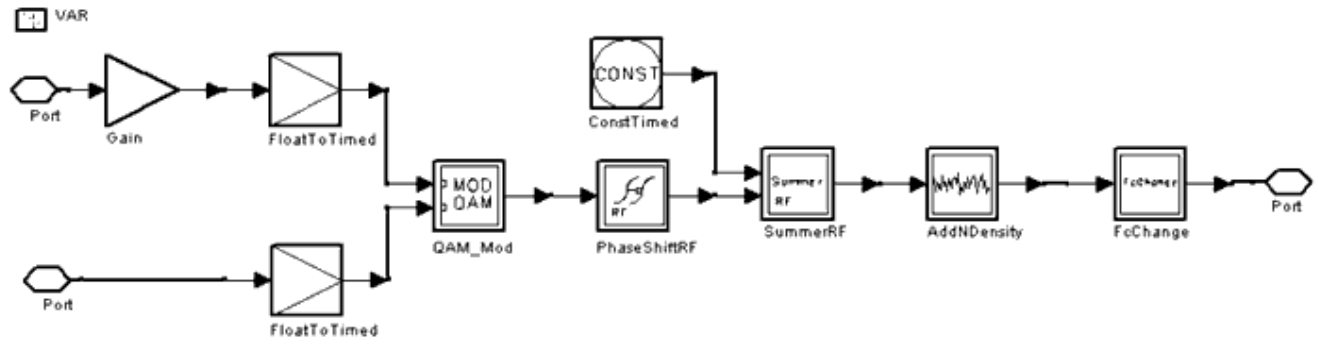 VAR
CONST
Port
Gain
FloatToTimed
ConstTimed
MOD
QAM
RF
Summer
RF
FcChange
QAM_Mod
PhaseShiftRF
SummerRF
AddNDensity
FcChange
Port
Port
FloatToTimed